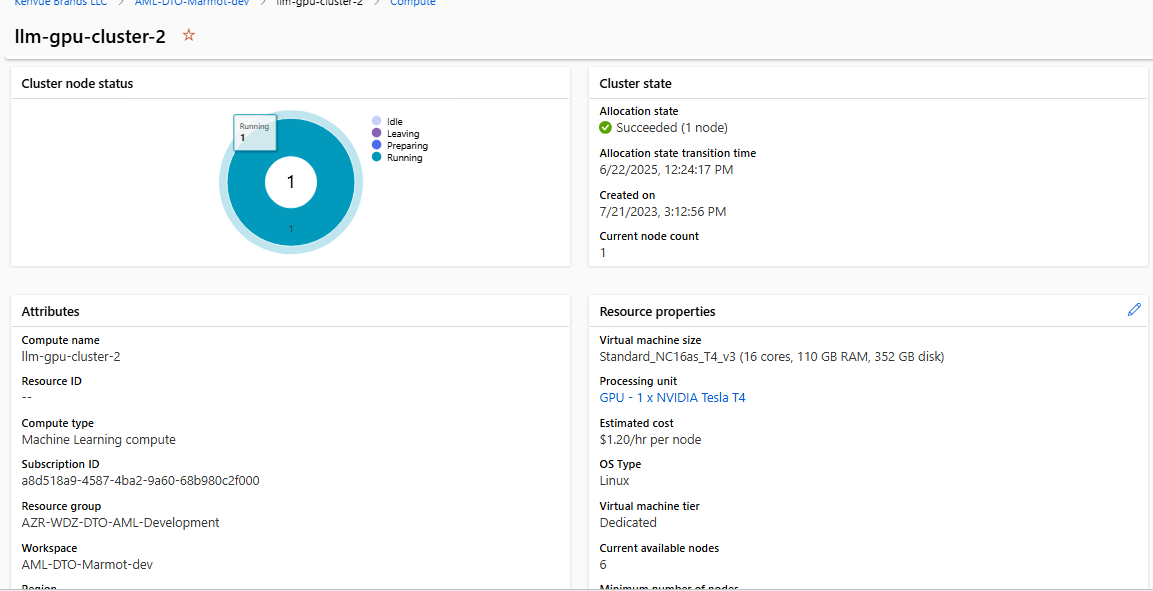 Kenvue Brands LLC > AML-DTO-Marmot-dev > llm-gpu-cluster-2 > Compute
llm-gpu-cluster-2
Cluster node status
Running
1
1
1
Idle
Leaving
Preparing
Running
Cluster state
Allocation state
Succeeded (1 node)
Allocation state transition time
6/22/2025, 12:24:17 PM
Created on
7/21/2023, 3:12:56 PM
Current node count
1
Attributes
Compute name
llm-gpu-cluster-2
Resource ID
--
Compute type
Machine Learning compute
Subscription ID
a8d518a9-4587-4ba2-9a60-68b980c2f000
Resource group
AZR-WDZ-DTO-AML-Development
Workspace
AML-DTO-Marmot-dev
Region
Resource properties
Virtual machine size
Standard_NC16as_T4_v3 (16 cores, 110 GB RAM, 352 GB disk)
Processing unit
GPU - 1 x NVIDIA Tesla T4
Estimated cost
$1.20/hr per node
OS Type
Linux
Virtual machine tier
Dedicated
Current available nodes
6
Minimum number of nodes